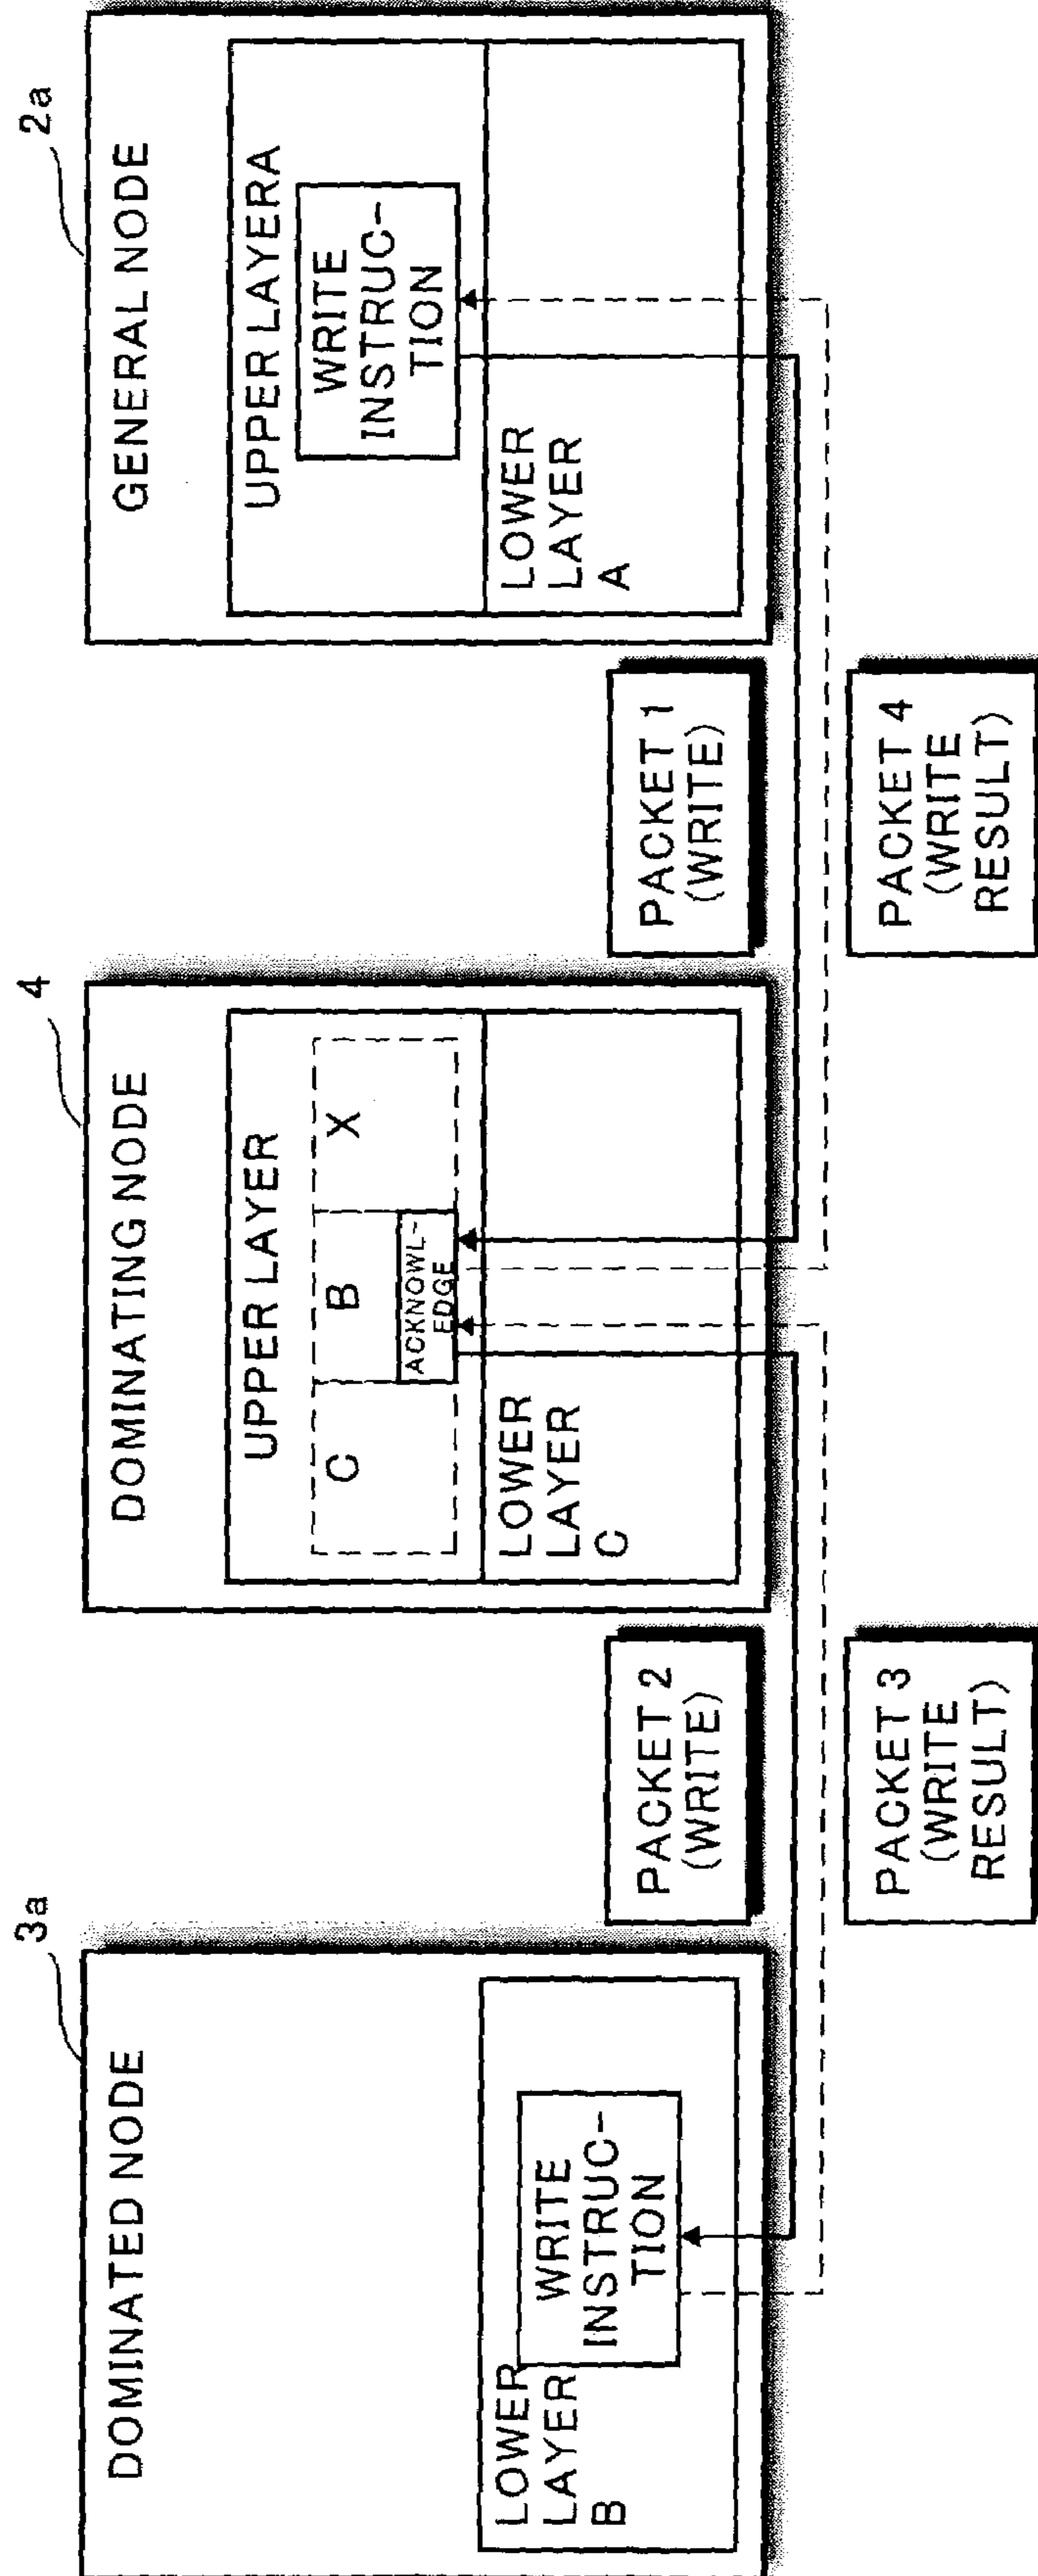 DOMINATED NODE
3a
LOWER
LAYER
B
WRITE
INSTRUC-
TION
PACKET 2
(WRITE)
PACKET 3
(WRITE
RESULT)
DOMINATING NODE
4
UPPER LAYER
C
B
X
ACKNOWL-
EDGE
LOWER
LAYER
C
PACKET 1
(WRITE)
PACKET 4
(WRITE
RESULT)
GENERAL NODE
2a
UPPER LAYERA
WRITE
INSTRUC-
TION
LOWER
LAYER
A